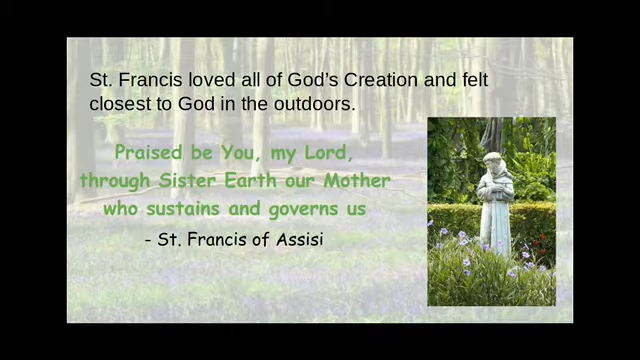 St. Francis loved all of God’s Creation and felt
closest to God in the outdoors.
Praised be You, my Lord,
through Sister Earth our Mother
who sustains and governs us
- St. Francis of Assisi